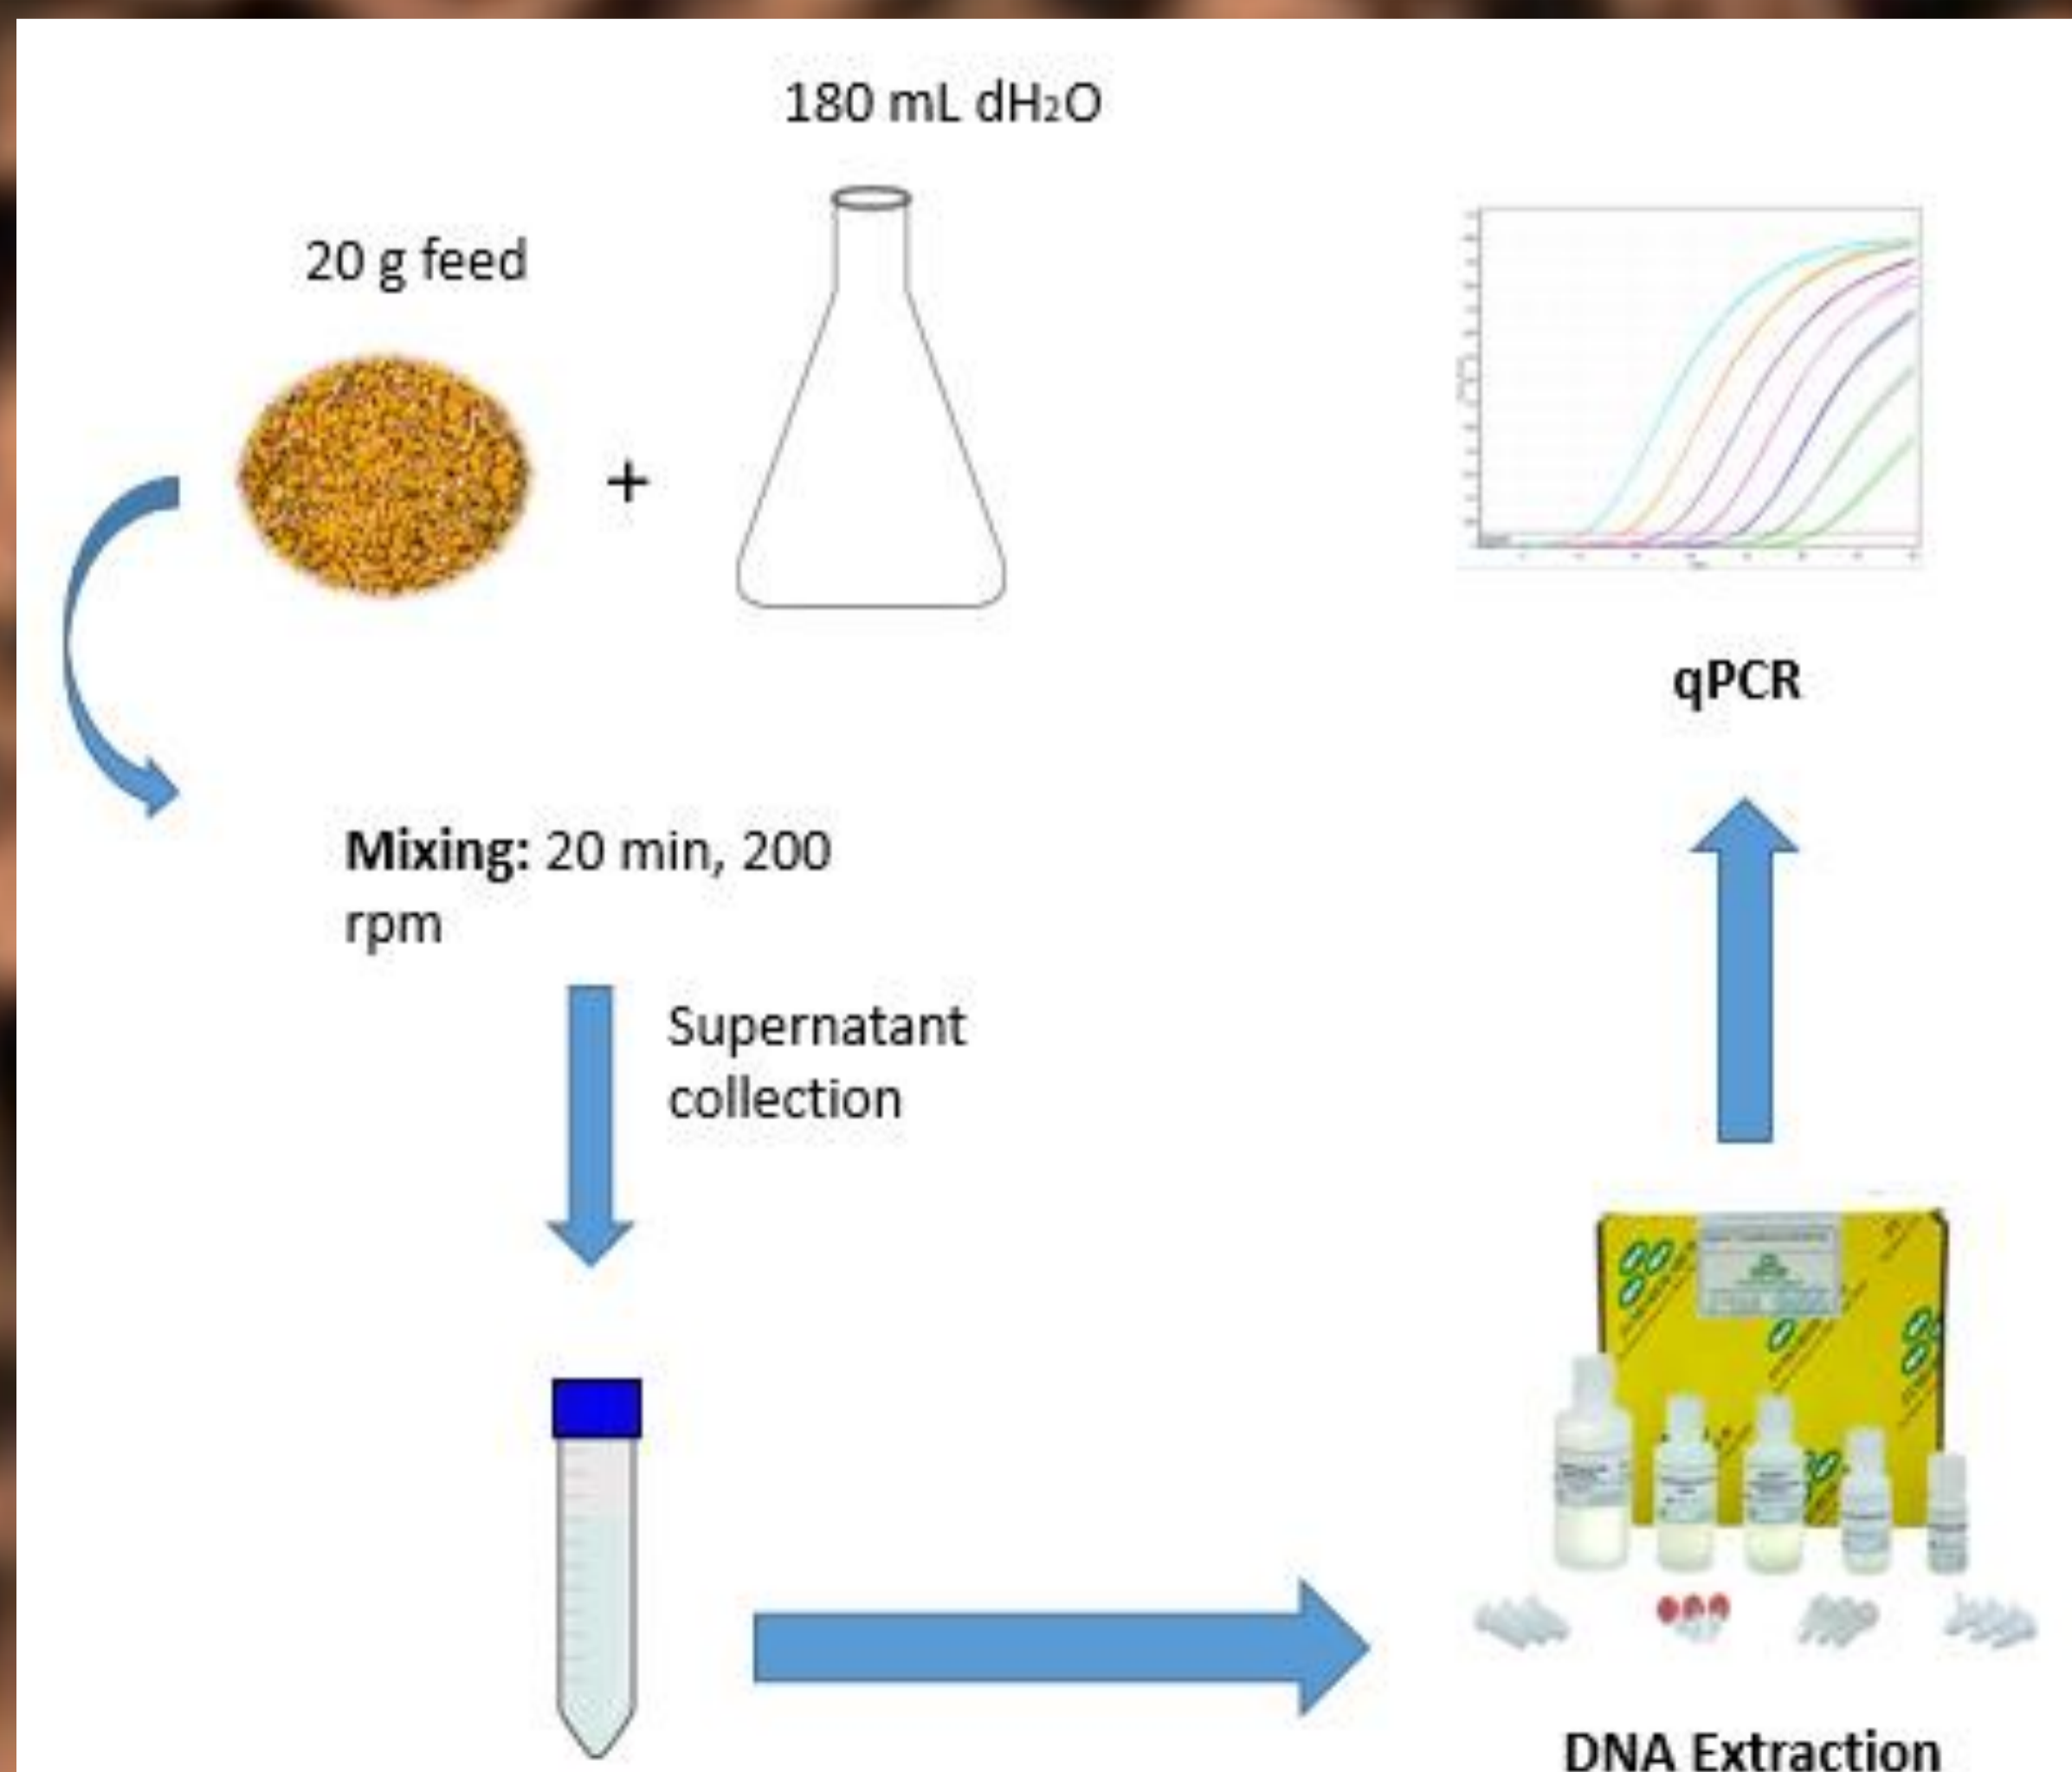 180 mL dH₂O
20 g feed
+
Mixing: 20 min, 200
rpm
Supernatant
collection
qPCR
DNA Extraction